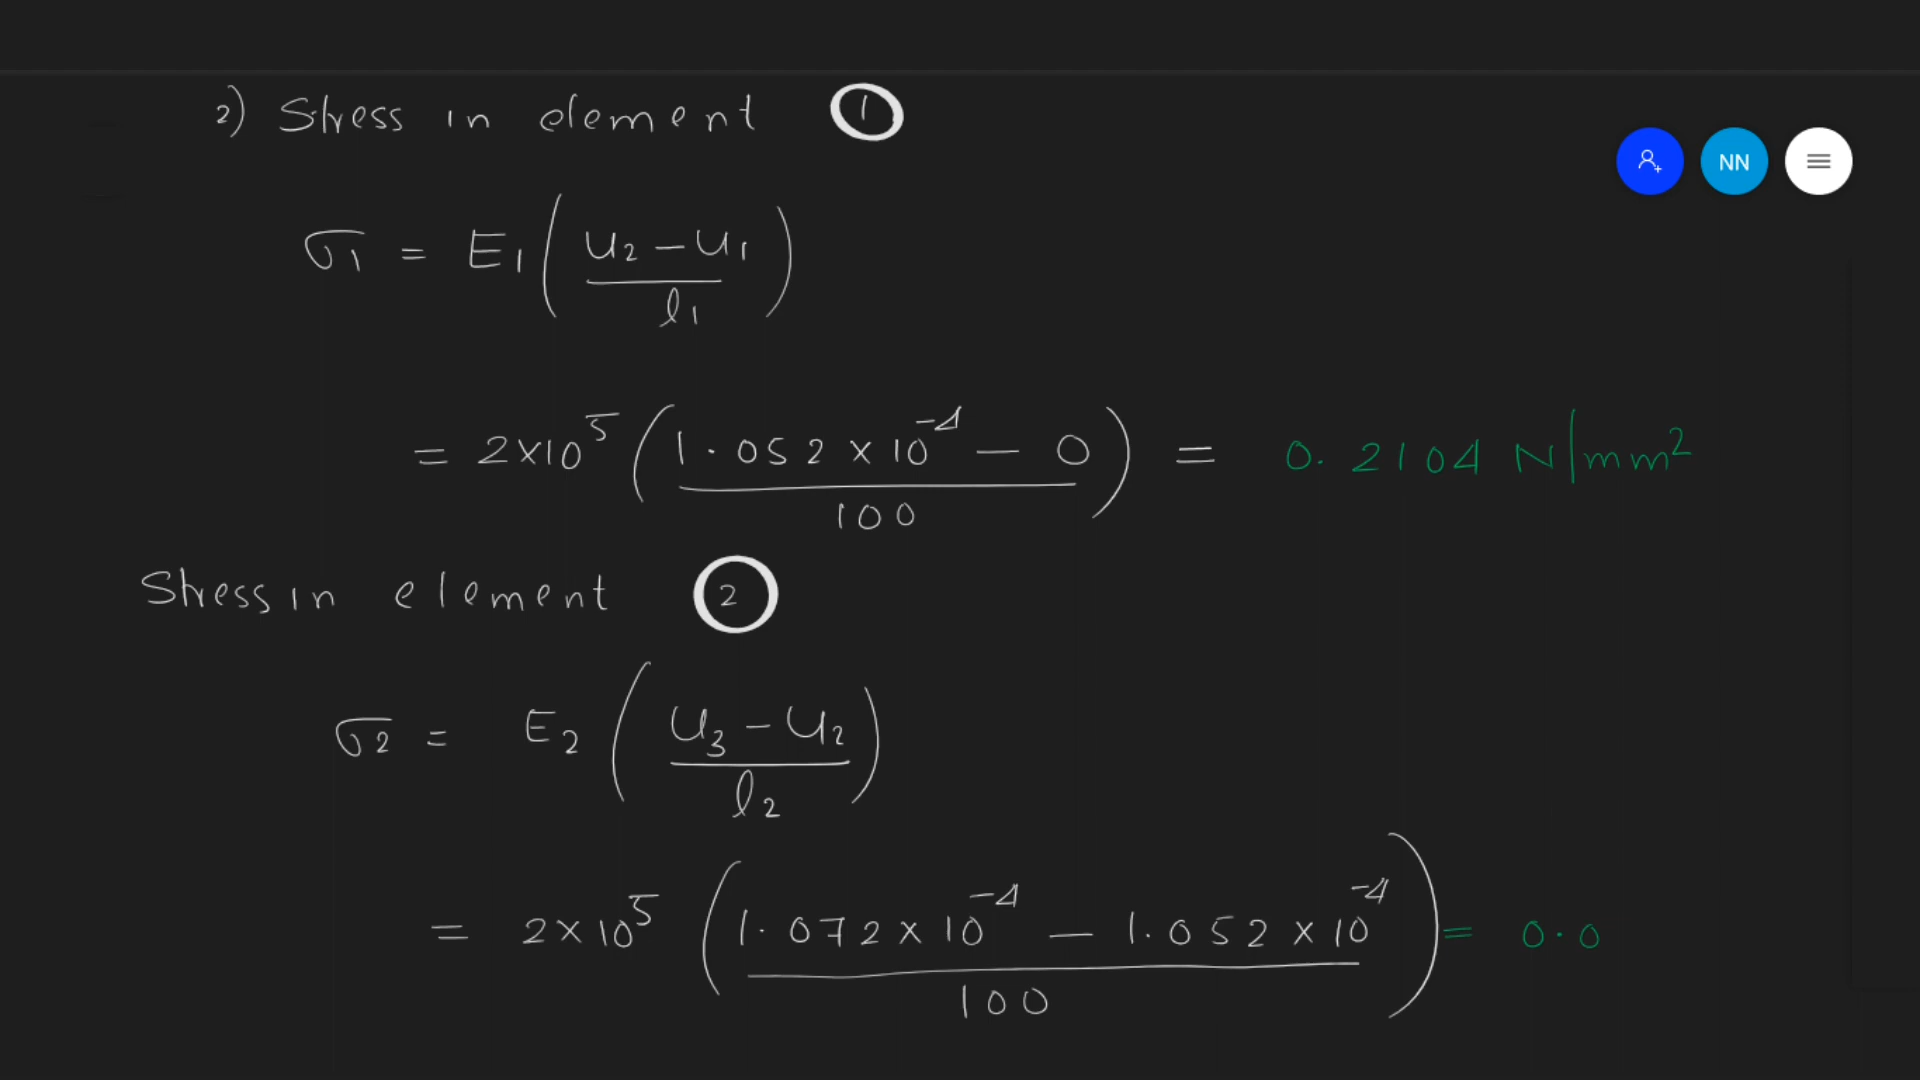 2) Stress in element ①
NN
σ1 = E1 ( (u2 − u1) / l1 )
= 2×10^5 ( (1.052 × 10^-4 − 0) / 100 ) = 0.2104 N/mm²
Stress in element ②
σ2 = E2 ( (u3 − u2) / l2 )
= 2×10^5 ( (1.072 × 10^-4 − 1.052 × 10^-4) / 100 ) = 0.0